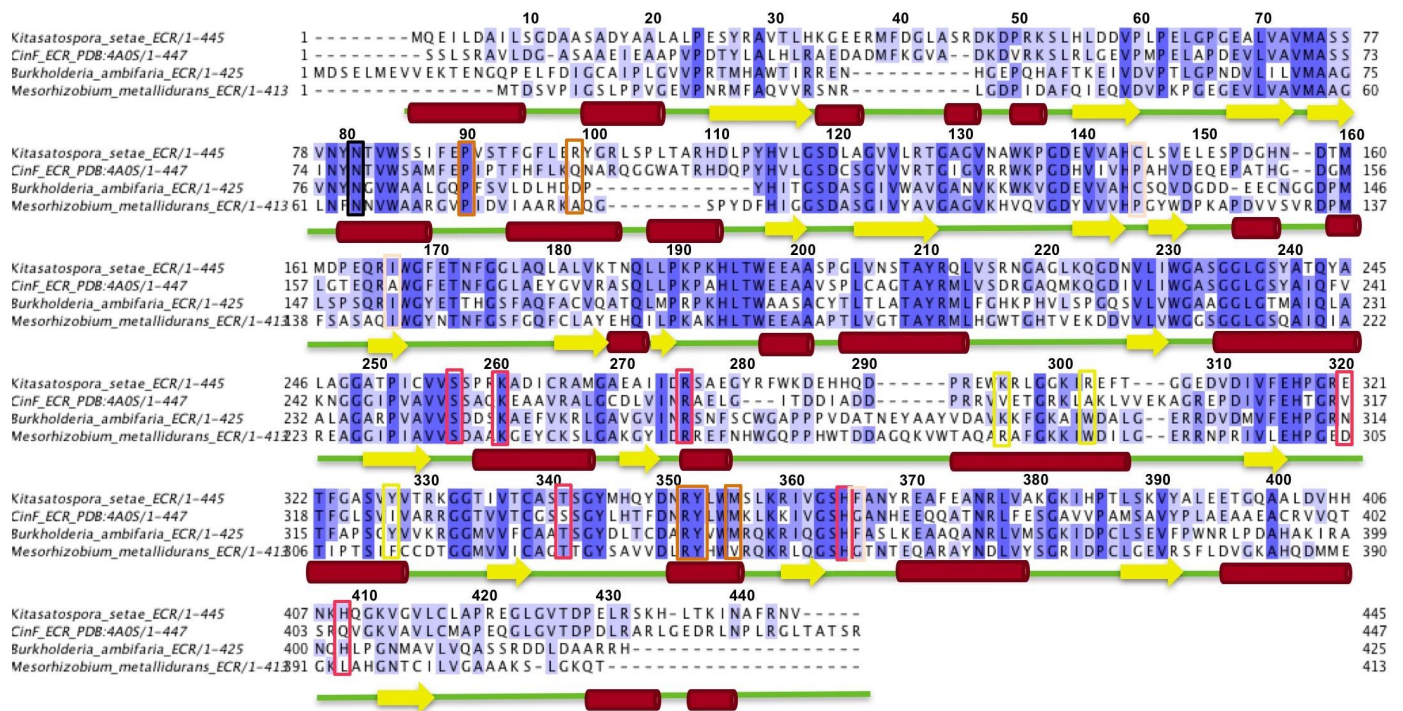 10 20 30 40 50 60 70
Kitasatospora_setae_ECR/1-445 1 --------MQEILDAILSGDAASADYAALALPESYRAVTLHKGEERMFDGLASRDKDPRKSLHLDDVPLPELGPGEALVAVMASS 77
CinF_ECR_PDB:4A0S/1-447 1 --------SSLSRAVLDG-ASAAEIEAAPVPDTYLALHLRAEDADMFKGVA--DKDVRKSLHLGEVPMPELAPDEVLVAVMASS 73
Burkholderia_ambifaria_ECR/1-425 1 MDSELMEVVEKTENGQPELFDIGCAIPLGVVPRTMHAWTIRREN----------HGEPQHAFTKEIVDVPTLGPNDVLILVMAAG 75
Mesorhizobium_metallidurans_ECR/1-413 1 ---------------MTDSVPIGSLPPVGEVPNRMFAQVVRSNR----------LGDPIDAFQIEQVDVPKPGEGEVLVAVMAAG 60
80 90 100 110 120 130 140 150 160
Kitasatospora_setae_ECR/1-445 78 VNYNTVWSSIFEPVSTFGFLERYGRLSPLTARHDLPYHVLGSDLAGVVLRTGAGVNAWKPGDEVVAHCLSVELESPDGHN--DTM 160
CinF_ECR_PDB:4A0S/1-447 74 INYNTVWSAMFEPIPTFHFLKQNARQGGWATRHDQPYHVLGSDCSGVVVRTGIGVRRWKPGDHVIVHPAHVDEQEPATHG--DGM 156
Burkholderia_ambifaria_ECR/1-425 76 VNYNGVWAALGQPFSVLDLHKDP--------------YHITGSDASGIVWAVGANVKKWKVGDEVVAHCSQVDGDD-EECNGGDPM 146
Mesorhizobium_metallidurans_ECR/1-413 61 LNFNNVWAARGVPIDVIAARKAQG---------SPYDFHIGGSDASGIVYAVGAGVKHVQVGDYVVVHPGYWDPKAPDVVSVRDPM 137
170 180 190 200 210 220 230 240
Kitasatospora_setae_ECR/1-445 161 MDPEQRIWGFETNFGGLAQLALVKTNQLLPKPKHLTWEEAASPGLVNSTAYRQLVSRNGAGLKQGDNVLIWGASGGLGSYATQYA 245
CinF_ECR_PDB:4A0S/1-447 157 LGTEQRAWGFETNFGGLAEYGVVRASQLLPKPAHLTWEEAAVSPLCAGTAYRMLVSDRGAQMKQGDIVLIWGASGGLGSYAIQFV 241
Burkholderia_ambifaria_ECR/1-425 147 LSPSQRIWGYETTHGSFAQFACVQATQLMPRPKHLTWAASACYTLTLATAYRMLFGHKPHVLSPGQSVLVWGAAGGLGTMAIQLA 231
Mesorhizobium_metallidurans_ECR/1-413 138 FSASAQIWGYNTNFGSFGQFCLAYEHQILPKAKHLTWEEAAAPTLVGTTAYRMLHGWTGHTVEKDDVVLVWGGSGGLGSQAIQIA 222
250 260 270 280 290 300 310 320
Kitasatospora_setae_ECR/1-445 246 LAGGATPICVVSSPRKADICRAMGAEAIIDRSAEGYRFWKDEHHQD------PREWKRLGGKIREFT---GGEDVDIVFEHPGRE 321
CinF_ECR_PDB:4A0S/1-447 242 KNGGGIPVAVVSSAQKEAAVRALGCDLVINRAELG---ITDDIADD------PRRVVETGRKLAKLVVEKAGREPDIVFEHTGRV 317
Burkholderia_ambifaria_ECR/1-425 232 ALAGARPVAVVSDDSKAEFVKRLGAVGVINRSNFSCWGAPPPVDATNEYAAYVDAVKKFGKAIWDALG--ERRDVDMVFEHPGRD 314
Mesorhizobium_metallidurans_ECR/1-413 223 REAGGIPIAVVSDAAKGEYCKSLGAKGYIDRREFNHWGQPPHWTDDAGQKVWTAQARAFGKKIWDILG--ERRNPRIVLEHPGED 305
330 340 350 360 370 380 390 400
Kitasatospora_setae_ECR/1-445 322 TFGASVYVTRKGGTIVTCASTSGYMHQYDNRYLWMSLKRIVGSHFANYREAFEANRLVAKGKIHPTLSKVYALEETGQAALDVHH 406
CinF_ECR_PDB:4A0S/1-447 318 TFGLSVIVARRGGTVVTCGSSSGYLHTFDNRYLWMKLKKIVGSHGANHEEQQATNRLFESGAVVPAMSAVYPLAEAAEACRVVQT 402
Burkholderia_ambifaria_ECR/1-425 315 TFAPSCYVVKRGGMVVFCAATSGYDLTCDARYVWMRQKRIQGSHFASLKEAAQANRLVLSGKIDPCLSEVFPWNRLPDAHAKIRA 399
Mesorhizobium_metallidurans_ECR/1-413 306 TIPTSIFCCDTGGMVVICAGTTGYSAVVDLRYHWVRQKRLQGSHGTNTEQARAYNDLVYSGRIDPCLGEVRSFLDVGKAHQDMME 390
410 420 430 440
Kitasatospora_setae_ECR/1-445 407 NKHQGKVGVLCLAPREGLGVTDPELRSKH-LTKINAFRNV----- 445
CinF_ECR_PDB:4A0S/1-447 403 SRQVGKVAVLCMAPEQGLGVTDPDLRARLGEDRLNPLRGLTATSR 447
Burkholderia_ambifaria_ECR/1-425 400 NQHLPGNMAVLVQASSRDDLDAARRH------------------- 425
Mesorhizobium_metallidurans_ECR/1-413 391 GKLAHGNTCILVGAAAKS-LGKQT--------------------- 413